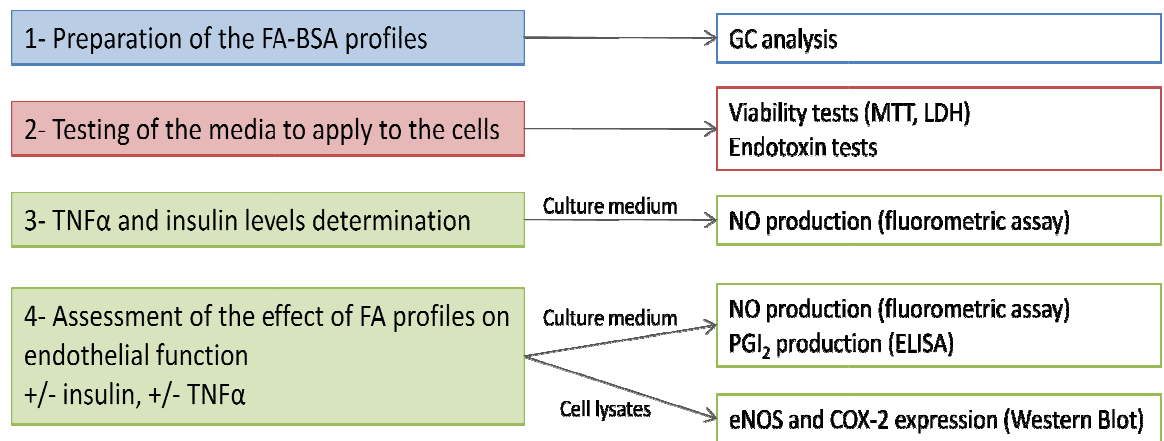 1- Preparation of the FA-BSA profiles
GC analysis
2- Testing of the media to apply to the cells
Viability tests (MTT, LDH)
Endotoxin tests
3- TNFα and insulin levels determination
Culture medium
NO production (fluorometric assay)
4- Assessment of the effect of FA profiles on
endothelial function
+/- insulin, +/- TNFα
Culture medium
NO production (fluorometric assay)
PGI₂ production (ELISA)
Cell lysates
eNOS and COX-2 expression (Western Blot)